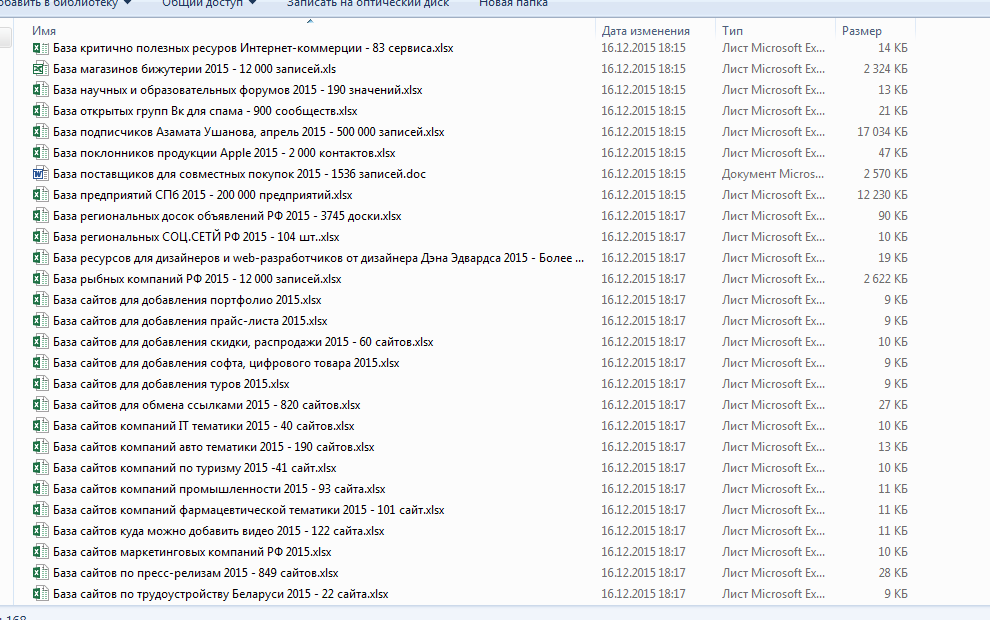 обавить в библиотеку Общий доступ Записать на оптический диск Новая папка
Имя Дата изменения Тип Размер
База критично полезных ресуров Интернет-коммерции - 83 сервиса.xlsx 16.12.2015 18:15 Лист Microsoft Ex... 14 КБ
База магазинов бижутерии 2015 - 12 000 записей.xls 16.12.2015 18:15 Лист Microsoft Ex... 2 324 КБ
База научных и образовательных форумов 2015 - 190 значений.xlsx 16.12.2015 18:15 Лист Microsoft Ex... 13 КБ
База открытых групп Вк для спама - 900 сообществ.xlsx 16.12.2015 18:15 Лист Microsoft Ex... 21 КБ
База подписчиков Азамата Ушанова, апрель 2015 - 500 000 записей.xlsx 16.12.2015 18:15 Лист Microsoft Ex... 17 034 КБ
База поклонников продукции Apple 2015 - 2 000 контактов.xlsx 16.12.2015 18:15 Лист Microsoft Ex... 47 КБ
База поставщиков для совместных покупок 2015 - 1536 записей.doc 16.12.2015 18:15 Документ Micros... 2 570 КБ
База предприятий СПб 2015 - 200 000 предприятий.xlsx 16.12.2015 18:15 Лист Microsoft Ex... 12 230 КБ
База региональных досок объявлений РФ 2015 - 3745 доски.xlsx 16.12.2015 18:17 Лист Microsoft Ex... 90 КБ
База региональных СОЦ.СЕТЙ РФ 2015 - 104 шт..xlsx 16.12.2015 18:17 Лист Microsoft Ex... 10 КБ
База ресурсов для дизайнеров и web-разработчиков от дизайнера Дэна Эдвардса 2015 - Более ... 16.12.2015 18:17 Лист Microsoft Ex... 19 КБ
База рыбных компаний РФ 2015 - 12 000 записей.xlsx 16.12.2015 18:17 Лист Microsoft Ex... 2 622 КБ
База сайтов для добавления портфолио 2015.xlsx 16.12.2015 18:17 Лист Microsoft Ex... 9 КБ
База сайтов для добавления прайс-листа 2015.xlsx 16.12.2015 18:17 Лист Microsoft Ex... 9 КБ
База сайтов для добавления скидки, распродажи 2015 - 60 сайтов.xlsx 16.12.2015 18:17 Лист Microsoft Ex... 10 КБ
База сайтов для добавления софта, цифрового товара 2015.xlsx 16.12.2015 18:17 Лист Microsoft Ex... 9 КБ
База сайтов для добавления туров 2015.xlsx 16.12.2015 18:17 Лист Microsoft Ex... 9 КБ
База сайтов для обмена ссылками 2015 - 820 сайтов.xlsx 16.12.2015 18:17 Лист Microsoft Ex... 27 КБ
База сайтов компаний IT тематики 2015 - 40 сайтов.xlsx 16.12.2015 18:17 Лист Microsoft Ex... 10 КБ
База сайтов компаний авто тематики 2015 - 190 сайтов.xlsx 16.12.2015 18:17 Лист Microsoft Ex... 13 КБ
База сайтов компаний по туризму 2015 -41 сайт.xlsx 16.12.2015 18:17 Лист Microsoft Ex... 10 КБ
База сайтов компаний промышленности 2015 - 93 сайта.xlsx 16.12.2015 18:17 Лист Microsoft Ex... 11 КБ
База сайтов компаний фармацевтической тематики 2015 - 101 сайт.xlsx 16.12.2015 18:17 Лист Microsoft Ex... 11 КБ
База сайтов куда можно добавить видео 2015 - 122 сайта.xlsx 16.12.2015 18:17 Лист Microsoft Ex... 11 КБ
База сайтов маркетинговых компаний РФ 2015.xlsx 16.12.2015 18:17 Лист Microsoft Ex... 10 КБ
База сайтов по пресс-релизам 2015 - 849 сайтов.xlsx 16.12.2015 18:17 Лист Microsoft Ex... 28 КБ
База сайтов по трудоустройству Беларуси 2015 - 22 сайта.xlsx 16.12.2015 18:17 Лист Microsoft Ex... 9 КБ